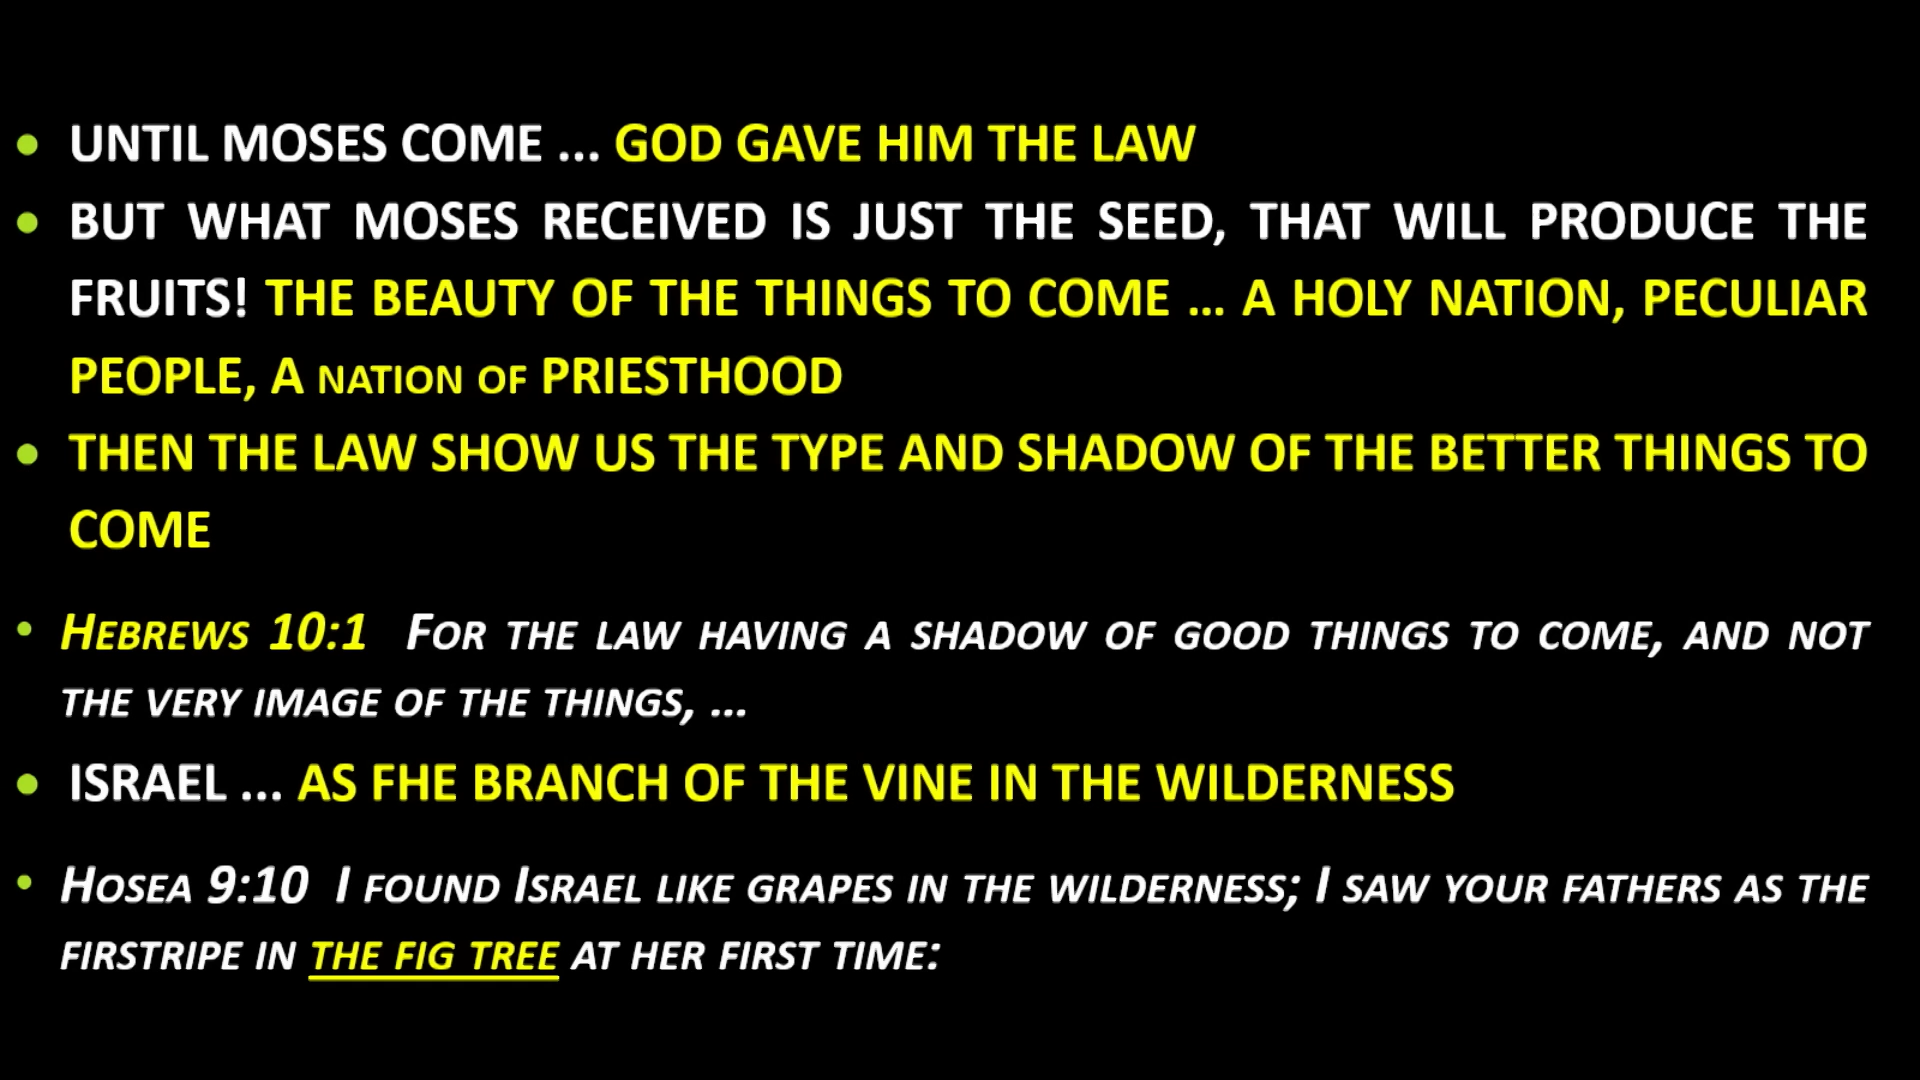 • UNTIL MOSES COME ... GOD GAVE HIM THE LAW
• BUT WHAT MOSES RECEIVED IS JUST THE SEED, THAT WILL PRODUCE THE
FRUITS! THE BEAUTY OF THE THINGS TO COME ... A HOLY NATION, PECULIAR
PEOPLE, A NATION OF PRIESTHOOD
• THEN THE LAW SHOW US THE TYPE AND SHADOW OF THE BETTER THINGS TO
COME
• HEBREWS 10:1 FOR THE LAW HAVING A SHADOW OF GOOD THINGS TO COME, AND NOT
THE VERY IMAGE OF THE THINGS, ...
• ISRAEL ... AS FHE BRANCH OF THE VINE IN THE WILDERNESS
• HOSEA 9:10 I FOUND ISRAEL LIKE GRAPES IN THE WILDERNESS; I SAW YOUR FATHERS AS THE
FIRSTRIPE IN THE FIG TREE AT HER FIRST TIME: